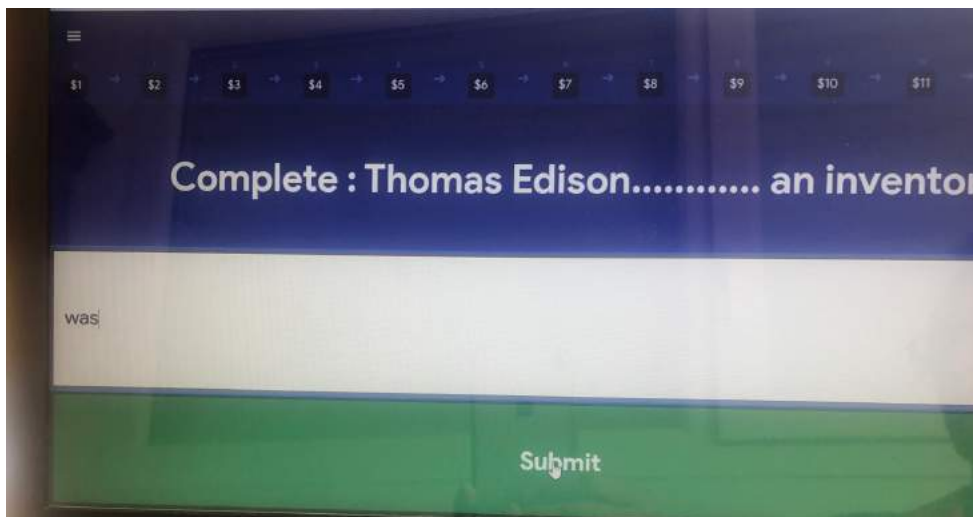 $1 → $2 → $3 → $4 → $5 → $6 → $7 → $8 → $9 → $10 → $11
Complete : Thomas Edison............ an inventor
was
Submit